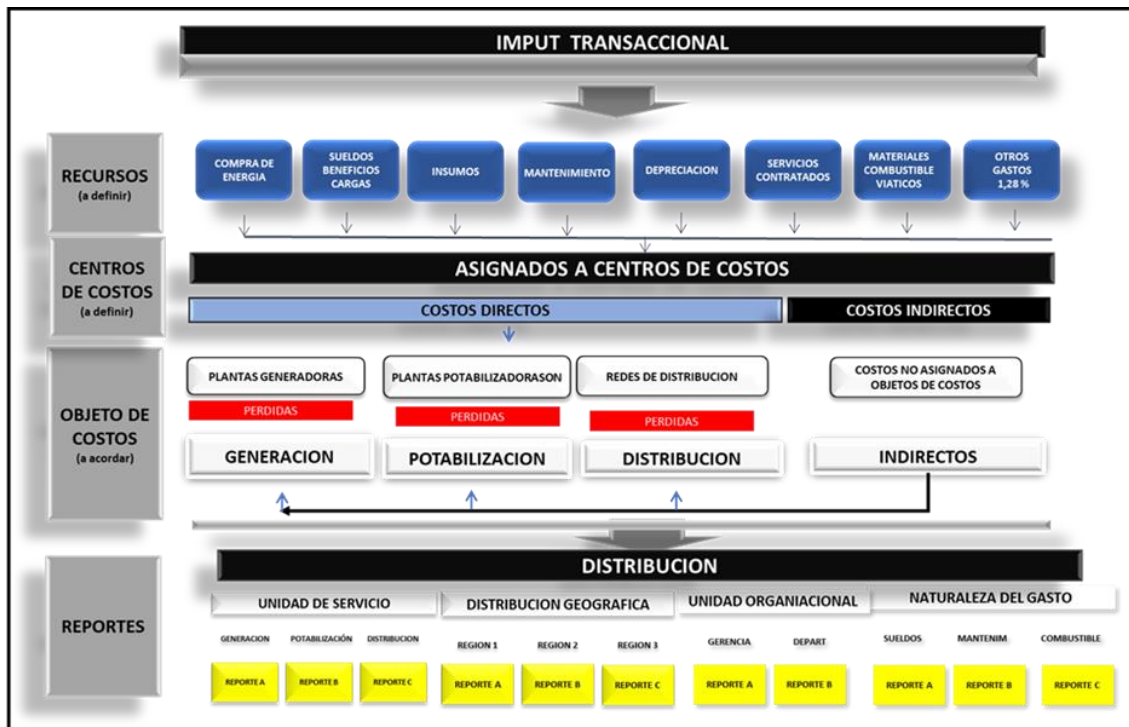 IMPUT TRANSACCIONAL
RECURSOS
(a definir)
COMPRA DE
ENERGIA
SUELDOS
BENEFICIOS
CARGAS
INSUMOS
MANTENIMIENTO
DEPRECIACION
SERVICIOS
CONTRATADOS
MATERIALES
COMBUSTIBLE
VIATICOS
OTROS
GASTOS
1,28 %
CENTROS
DE COSTOS
(a definir)
ASIGNADOS A CENTROS DE COSTOS
COSTOS DIRECTOS
COSTOS INDIRECTOS
OBJETO DE
COSTOS
(a acordar)
PLANTAS GENERADORAS
PLANTAS POTABILIZADORASON
REDES DE DISTRIBUCION
COSTOS NO ASIGNADOS A
OBJETOS DE COSTOS
PERDIDAS
PERDIDAS
PERDIDAS
GENERACION
POTABILIZACION
DISTRIBUCION
INDIRECTOS
REPORTES
DISTRIBUCION
UNIDAD DE SERVICIO
DISTRIBUCION GEOGRAFICA
UNIDAD ORGANIACIONAL
NATURALEZA DEL GASTO
GENERACION
POTABILIZACIÓN
DISTRIBUCION
REGION 1
REGION 2
REGION 3
GERENCIA
DEPART
SUELDOS
MANTENIM
COMBUSTIBLE
REPORTE A
REPORTE B
REPORTE C
REPORTE A
REPORTE B
REPORTE C
REPORTE A
REPORTE B
REPORTE A
REPORTE B
REPORTE C